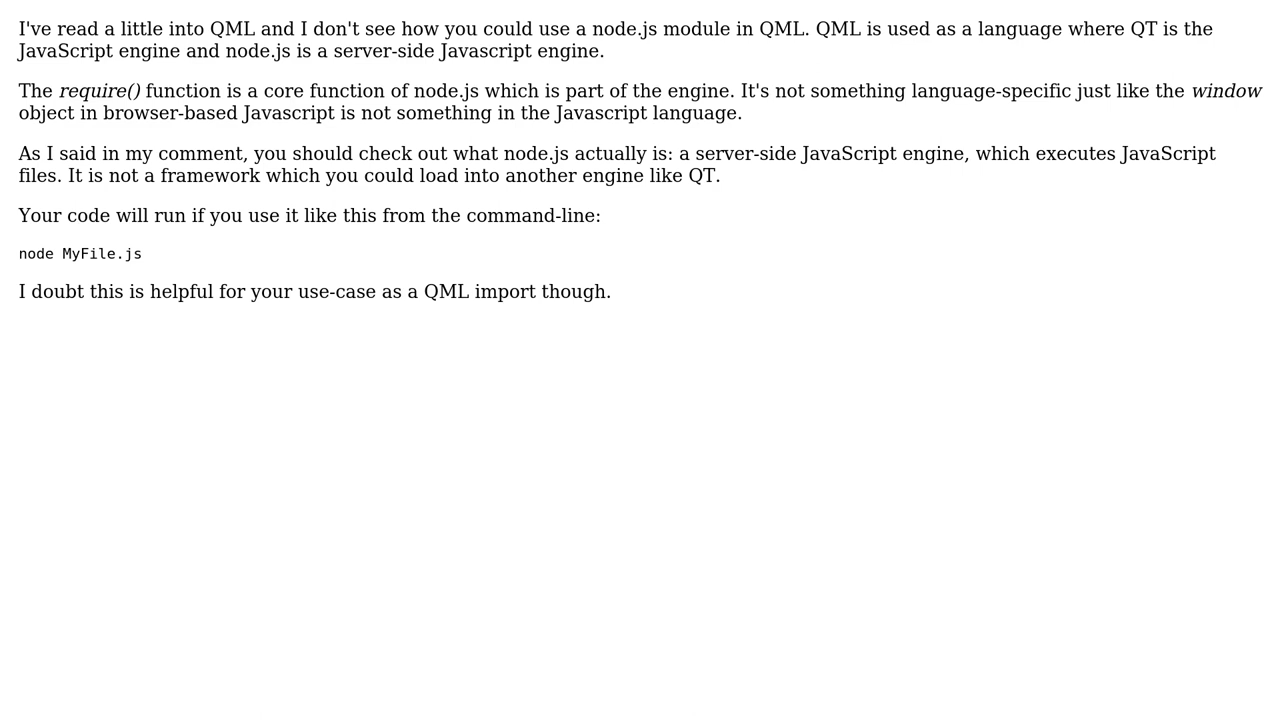 I've read a little into QML and I don't see how you could use a node.js module in QML. QML is used as a language where QT is the
JavaScript engine and node.js is a server-side Javascript engine.
The require() function is a core function of node.js which is part of the engine. It's not something language-specific just like the window
object in browser-based Javascript is not something in the Javascript language.
As I said in my comment, you should check out what node.js actually is: a server-side JavaScript engine, which executes JavaScript
files. It is not a framework which you could load into another engine like QT.
Your code will run if you use it like this from the command-line:
node MyFile.js
I doubt this is helpful for your use-case as a QML import though.